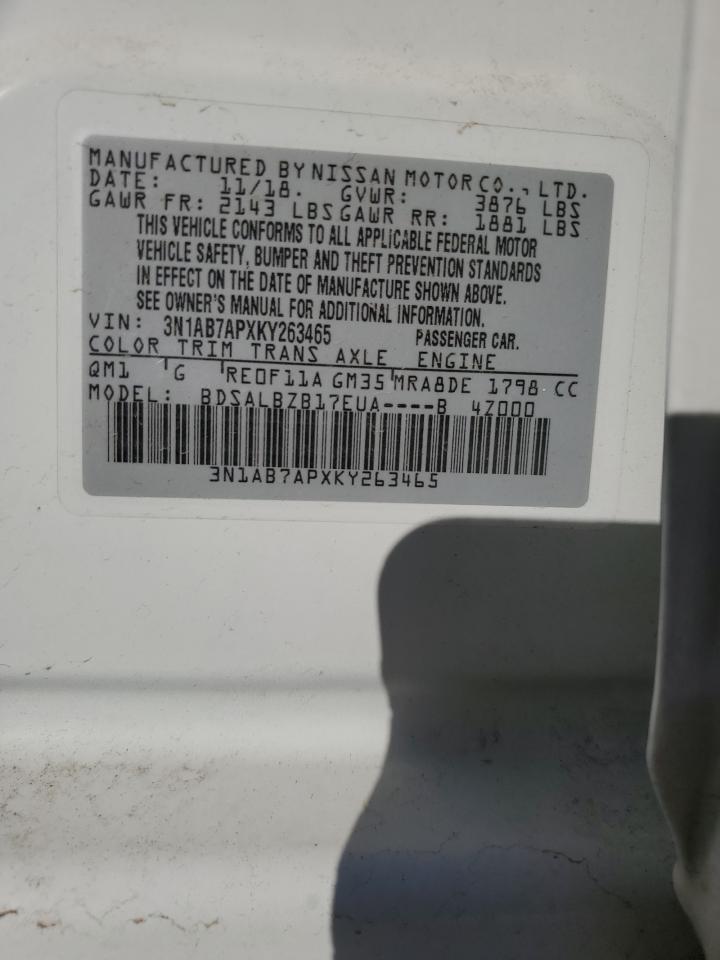 MANUFACTURED BY NISSAN MOTOR CO., LTD.
DATE: 11/18. GVWR: 3876 LBS
GAWR FR: 2143 LBS GAWR RR: 1881 LBS
THIS VEHICLE CONFORMS TO ALL APPLICABLE FEDERAL MOTOR
VEHICLE SAFETY, BUMPER AND THEFT PREVENTION STANDARDS
IN EFFECT ON THE DATE OF MANUFACTURE SHOWN ABOVE.
SEE OWNER'S MANUAL FOR ADDITIONAL INFORMATION.
VIN: 3N1AB7APXKY263465 PASSENGER CAR.
COLOR TRIM TRANS AXLE ENGINE
QM1 G RE0F11A GM35 MRA8DE 1798 CC
MODEL: BDSALBZB17EUA----B 4Z000
3N1AB7APXKY263465